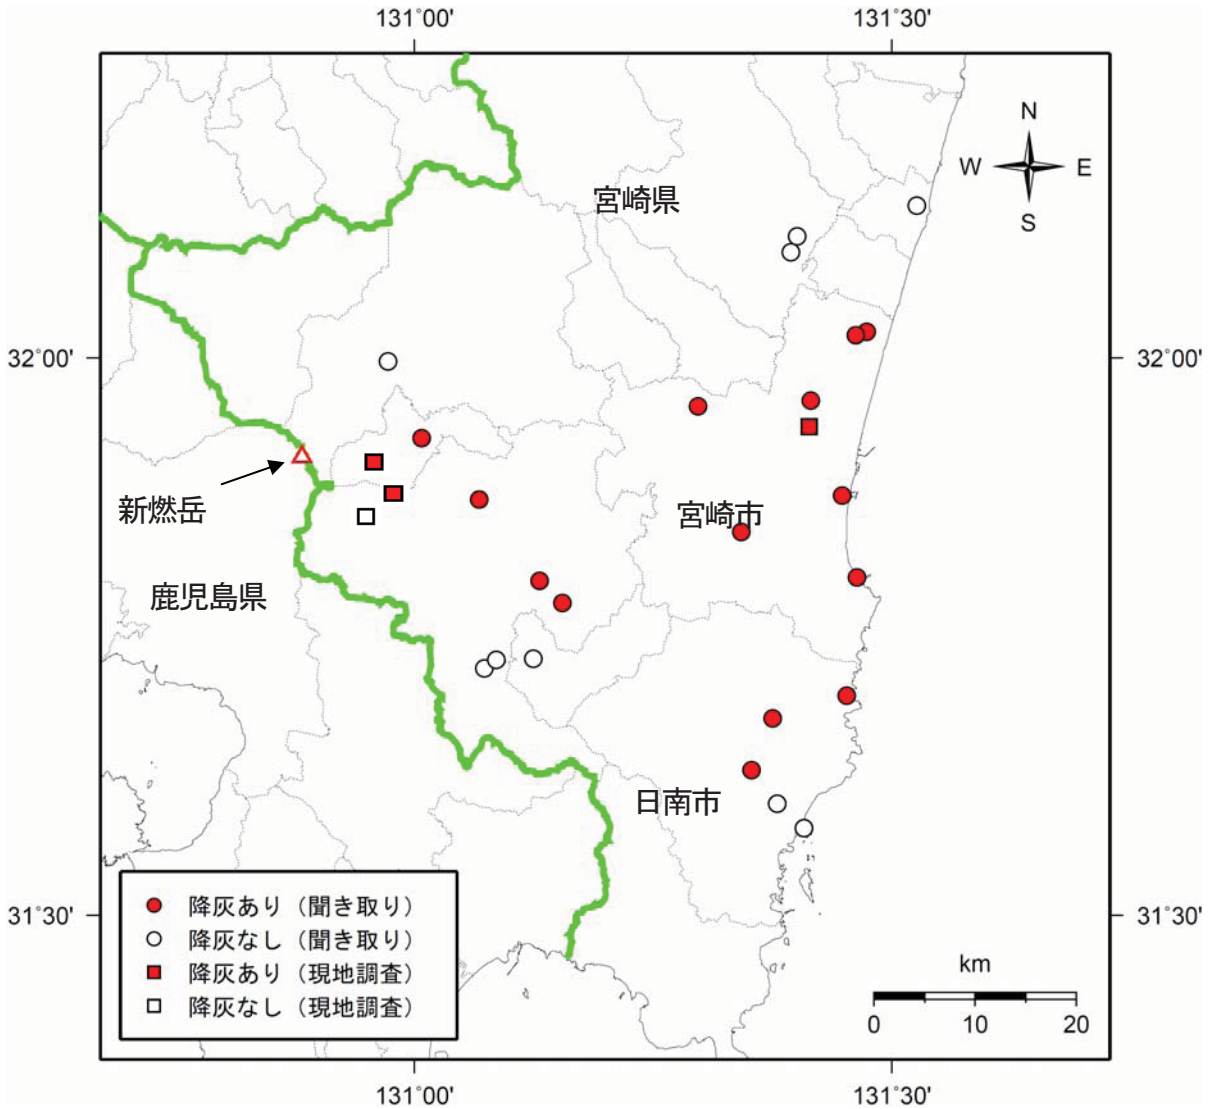 131°00'
131°30'
N
W
E
S
宮崎県
32°00'
32°00'
新燃岳
宮崎市
鹿児島県
日南市
31°30'
31°30'
降灰あり（聞き取り）
降灰なし（聞き取り）
降灰あり（現地調査）
降灰なし（現地調査）
km
0
10
20
131°00'
131°30'